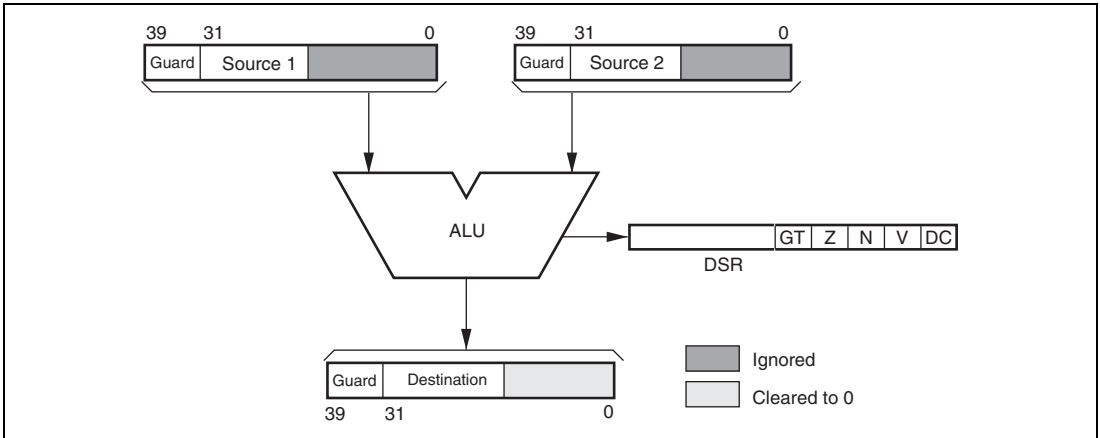 39 31 0
39 31 0
Guard Source 1
Guard Source 2
ALU
GT Z N V DC
DSR
Guard Destination
39 31 0
Ignored
Cleared to 0